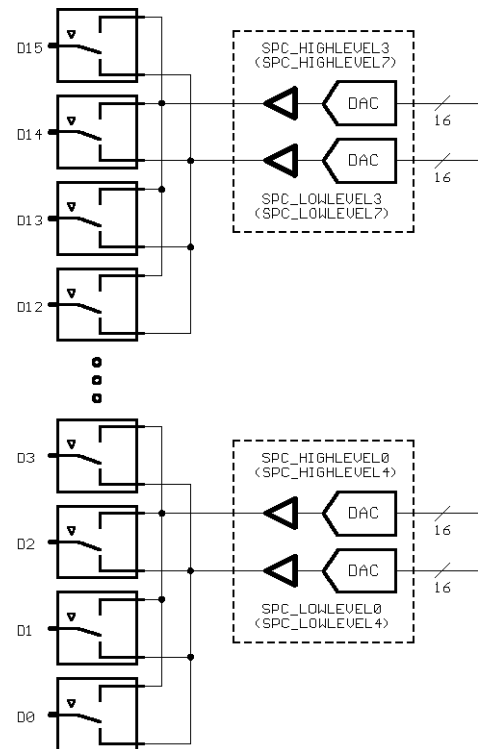 D15
SPC_HIGHLEVEL3
(SPC_HIGHLEVEL7)
DAC
16
D14
DAC
16
SPC_LOWLEVEL3
(SPC_LOWLEVEL7)
D13
D12
D3
SPC_HIGHLEVEL0
(SPC_HIGHLEVEL4)
DAC
16
D2
DAC
16
SPC_LOWLEVEL0
(SPC_LOWLEVEL4)
D1
D0